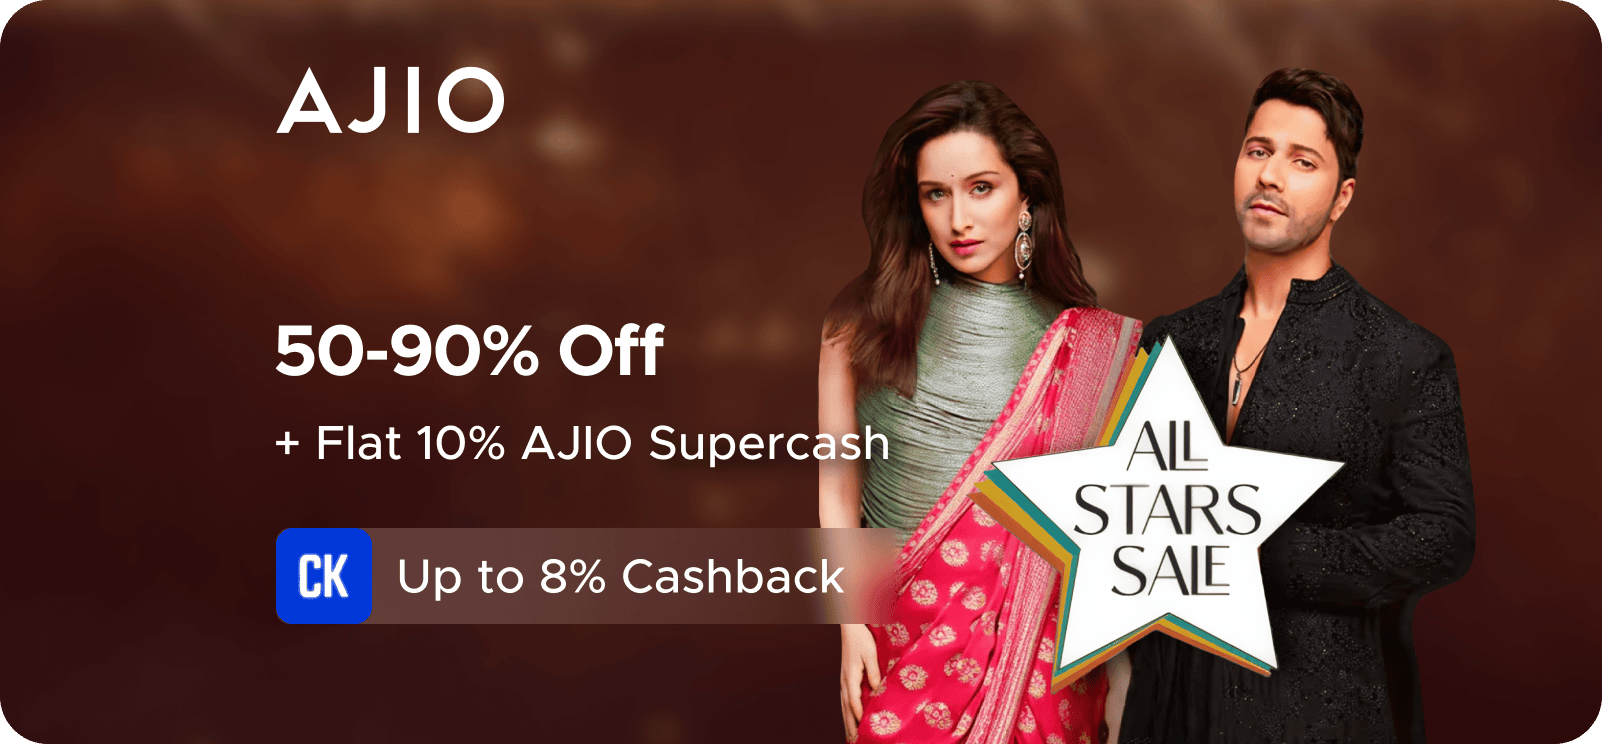 AJIO
50-90% Off
+ Flat 10% AJIO Supercash
CK Up to 8% Cashback
ALL
STARS
SALE